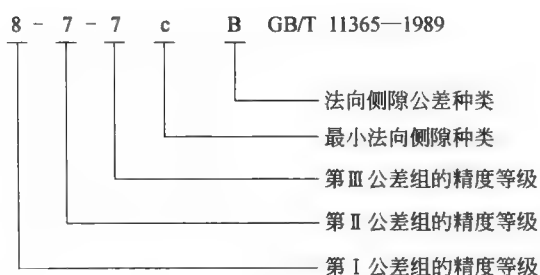 8 - 7 - 7 c B GB/T 11365—1989
法向侧隙公差种类
最小法向侧隙种类
第Ⅲ公差组的精度等级
第Ⅱ公差组的精度等级
第Ⅰ公差组的精度等级